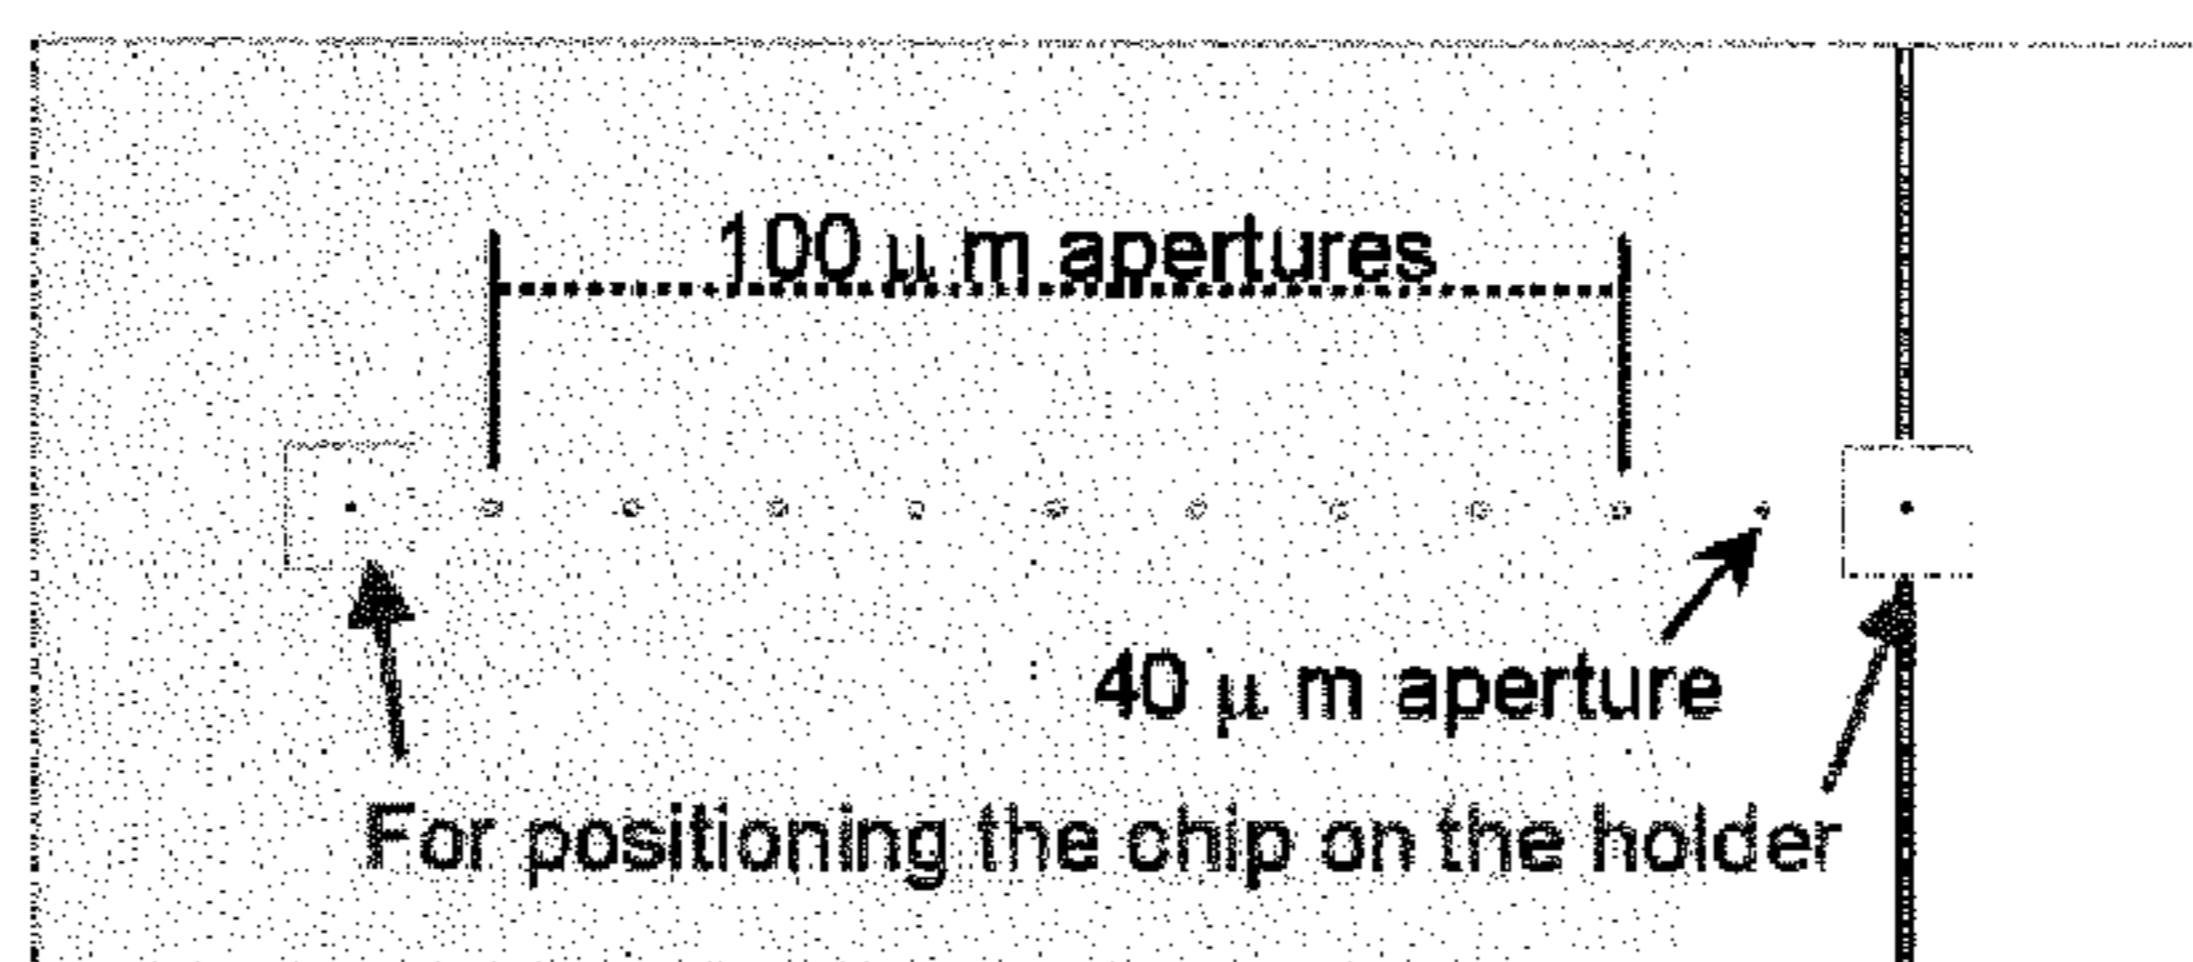 100 μ m apertures
40 μ m aperture
For positioning the chip on the holder